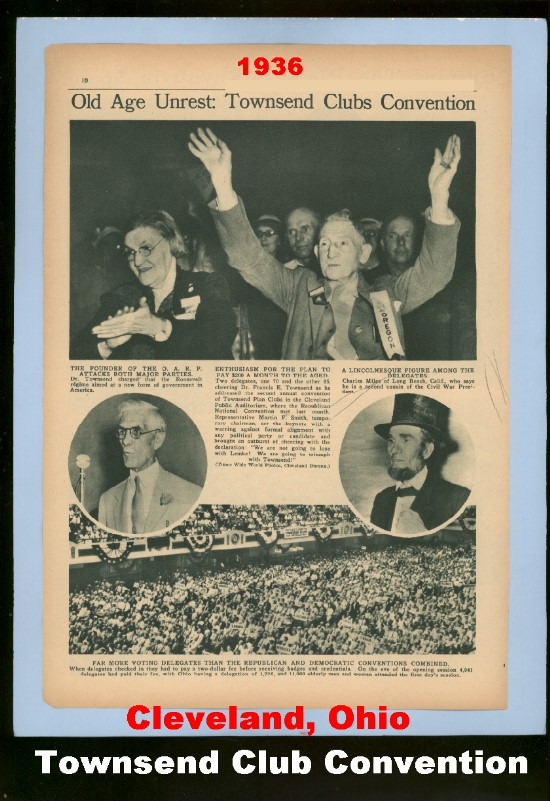 1936
Old Age Unrest: Townsend Clubs Convention
OREGON
THE FOUNDER OF THE O. A. R. P.
ATTACKS BOTH MAJOR PARTIES.
Dr. Townsend charged that the Roosevelt
régime aimed at a new form of government in
America.
ENTHUSIASM FOR THE PLAN TO
PAY $200 A MONTH TO THE AGED.
Two delegates, one 70 and the other 65,
cheering Dr. Francis E. Townsend as he
addressed the second annual convention
of Townsend Plan Clubs in the Cleveland
Public Auditorium, where the Republican
National Convention met last month.
Representative Martin F. Smith, tempo-
rary chairman, set the keynote with a
warning against formal alignment with
any political party or candidate and
brought an outburst of cheering with the
declaration: "We are not going to lose
with Lemke! We are going to triumph
with Townsend!"
(Times Wide World Photos, Cleveland Bureau.)
A LINCOLNESQUE FIGURE AMONG THE
DELEGATES.
Charles Miles of Long Beach, Calif., who says
he is a second cousin of the Civil War Pres-
ident.
FAR MORE VOTING DELEGATES THAN THE REPUBLICAN AND DEMOCRATIC CONVENTIONS COMBINED.
When delegates checked in they had to pay a two-dollar fee before receiving badges and credentials. On the eve of the opening session 4,961
delegates had paid their fee, with Ohio having a delegation of and 11,000 elderly men and women attended the first day's session.
Cleveland, Ohio
Townsend Club Convention